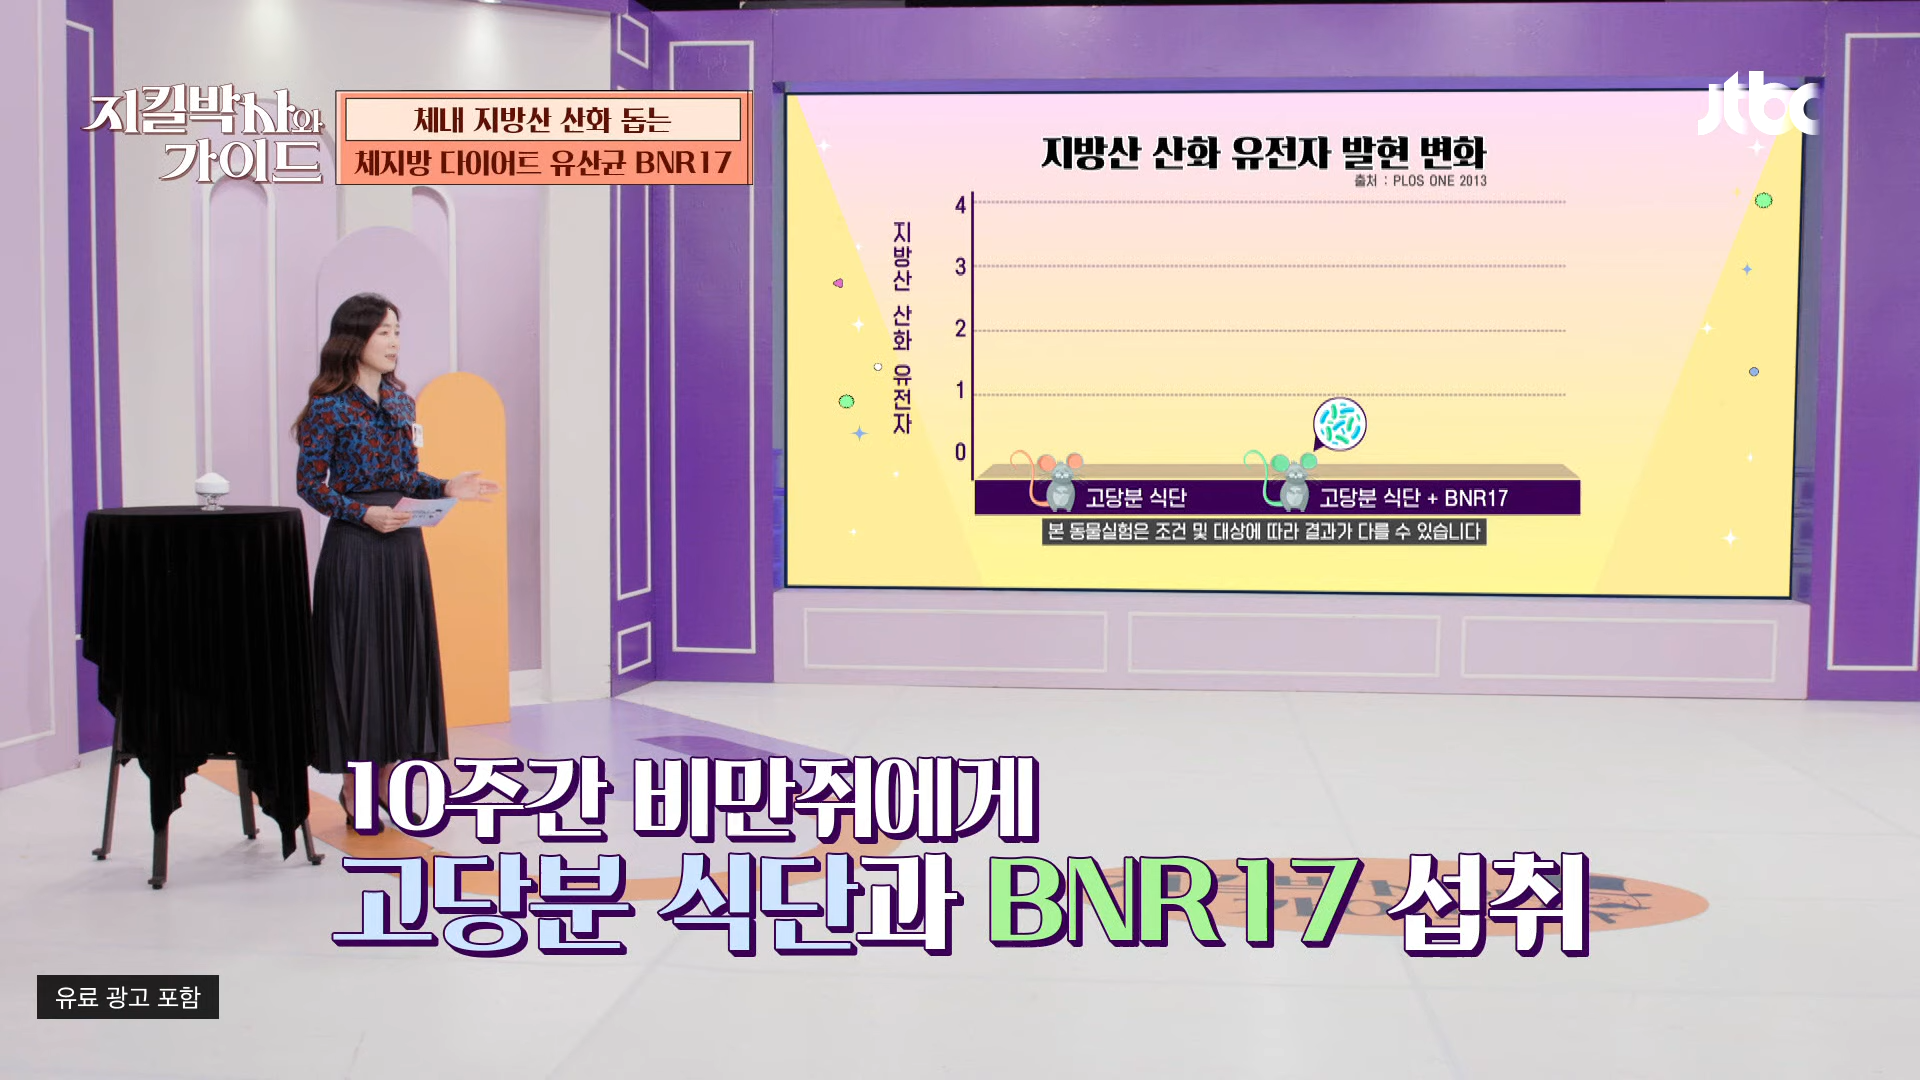 지킬박사와
가이드
체내 지방산 산화 돕는
체지방 다이어트 유산균 BNR17
jtbc
지방산 산화 유전자 발현 변화
출처 : PLOS ONE 2013
지방산 산화 유전자
4
3
2
1
0
고당분 식단
고당분 식단 + BNR17
본 동물실험은 조건 및 대상에 따라 결과가 다를 수 있습니다
10주간 비만쥐에게
고당분 식단과 BNR17 섭취
유료 광고 포함